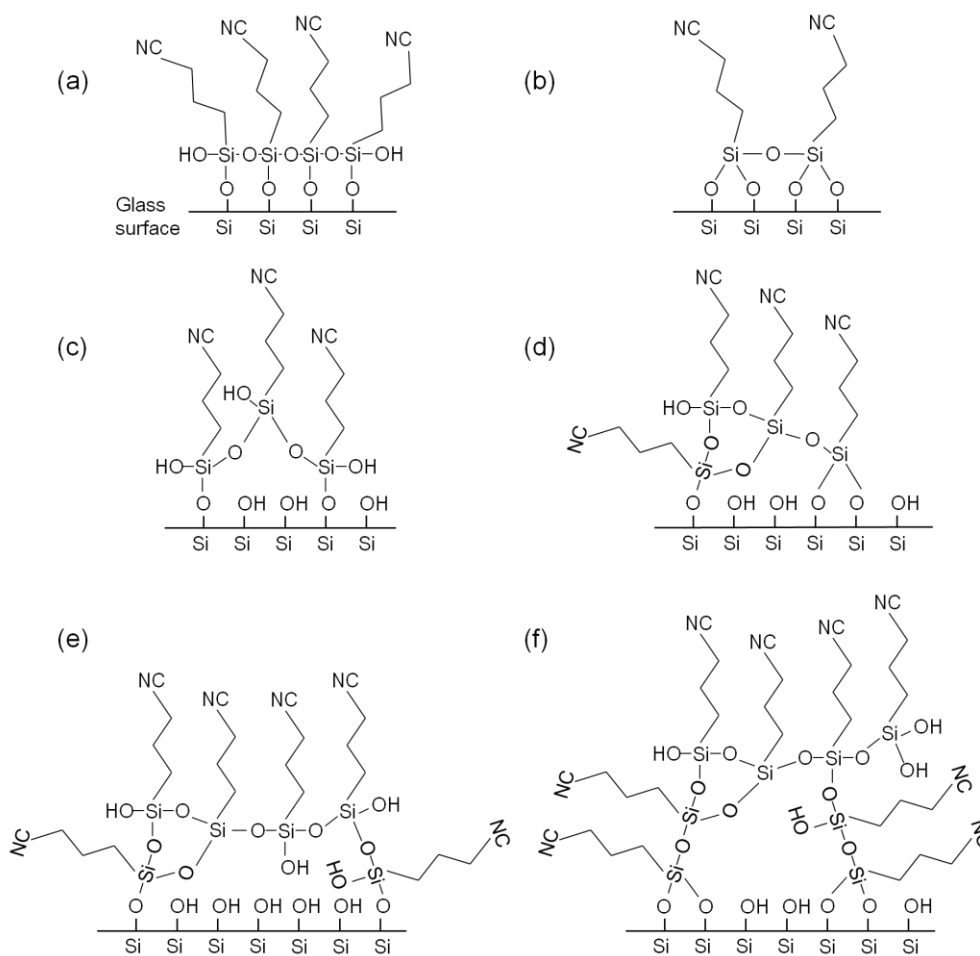 (a)
NC NC NC NC
HO Si O Si O Si O Si OH
O O O O
Glass
surface
Si Si Si Si
(b)
NC NC
Si O Si
O O O O
Si Si Si Si
(c)
NC
NC NC
HO
Si
O O
HO Si Si OH
O OH OH O OH
Si Si Si Si Si
(d)
NC NC
NC
HO Si O
Si
NC O O
Si O Si
O OH OH O O OH
Si Si Si Si Si Si
(e)
NC NC NC NC
HO Si O Si OH
Si O Si O
NC O O OH O NC
Si HO Si
O OH OH OH OH OH O
Si Si Si Si Si Si Si
(f)
NC
NC NC NC
Si OH
HO Si O O Si O OH
Si
NC O O O NC
Si HO Si
NC O O NC
Si Si
O O OH OH O O OH
Si Si Si Si Si Si Si